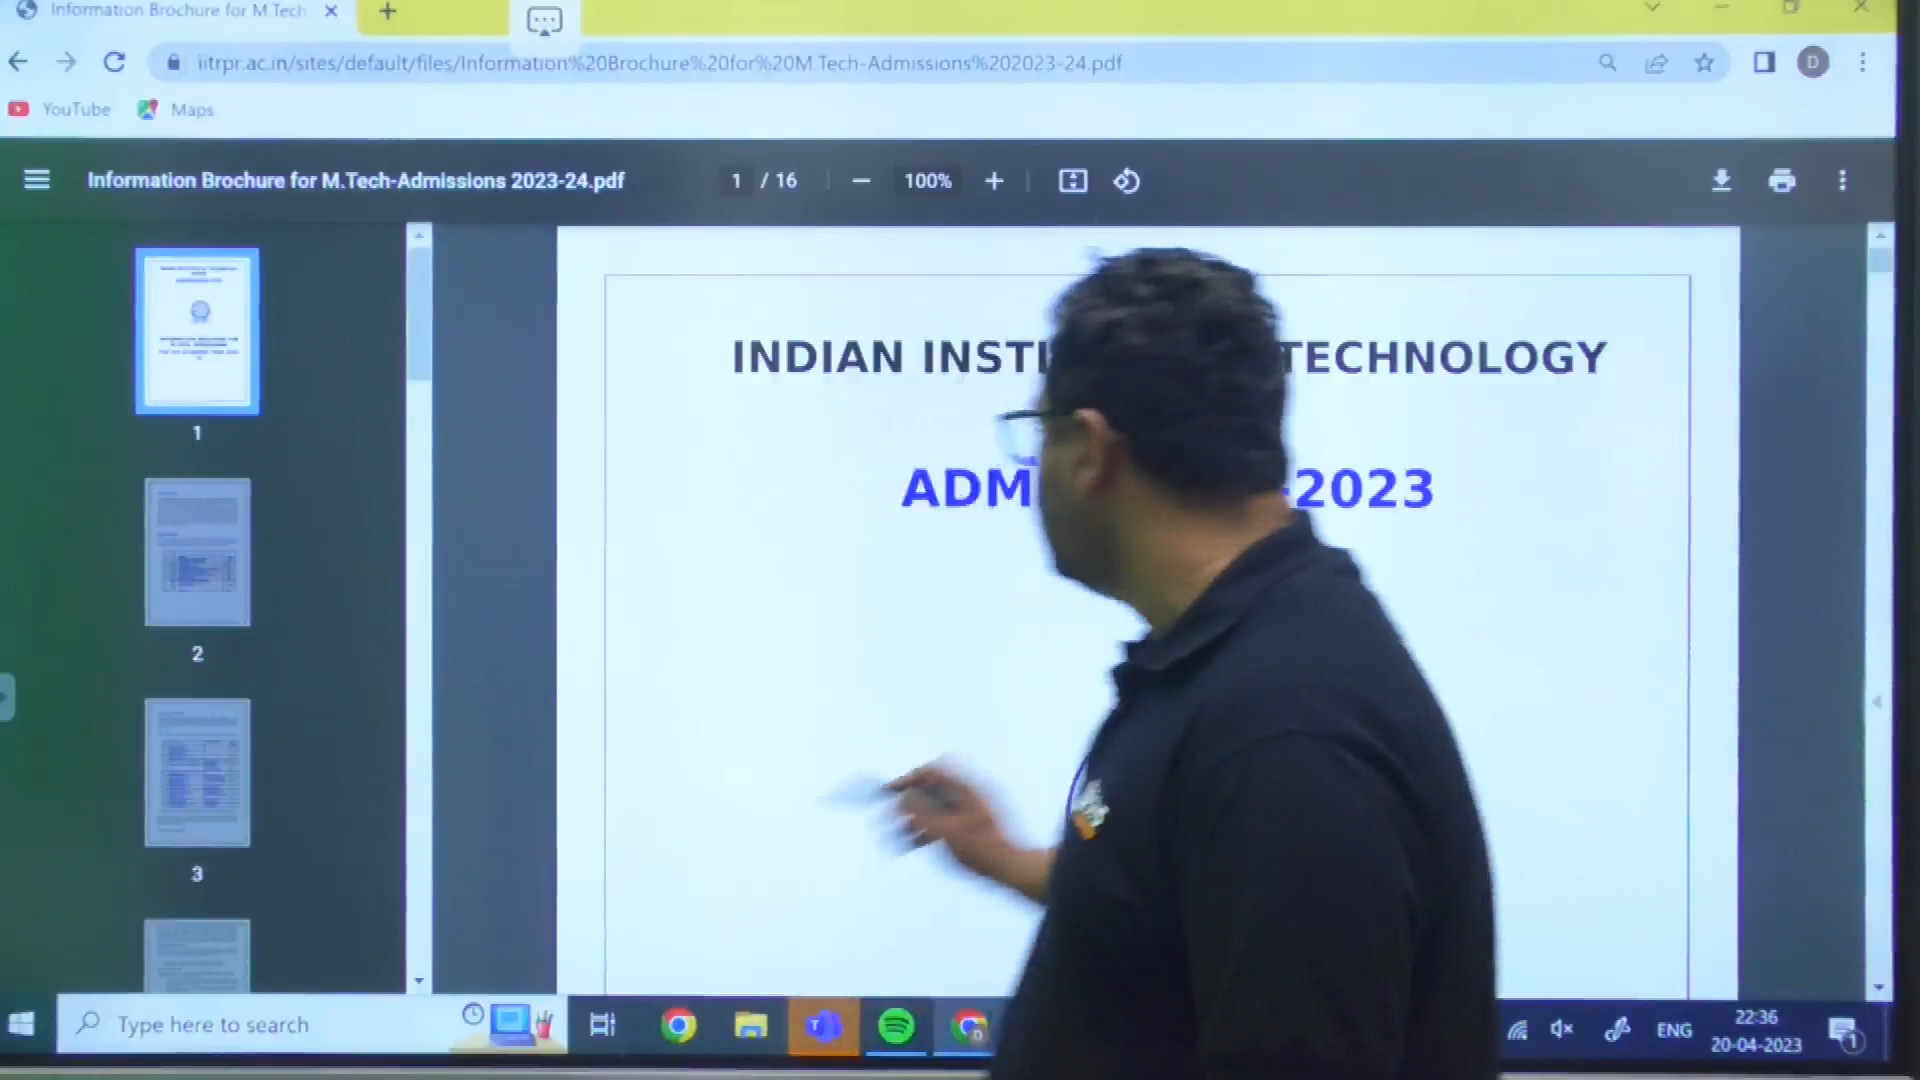 Information Brochure for M Tech
iitrpr.ac.in/sites/default/files/Information%20Brochure%20for%20M.Tech-Admissions%202023-24.pdf
D
YouTube
Maps
Information Brochure for M.Tech-Admissions 2023-24.pdf
1 / 16
100%
INDIAN INSTI TECHNOLOGY
ADM -2023
1
2
3
Type here to search
ENG
22:36
20-04-2023
1